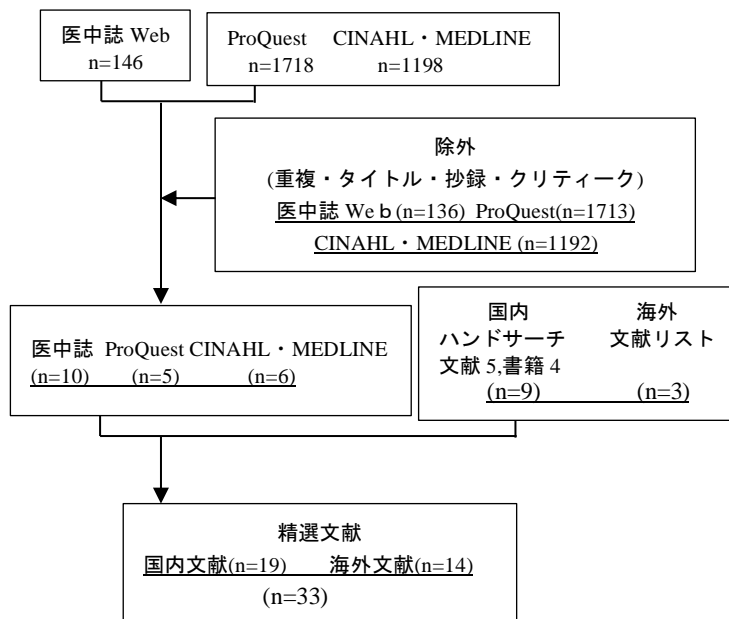 医中誌 Web
n=146
ProQuest CINAHL・MEDLINE
n=1718 n=1198
除外
(重複・タイトル・抄録・クリティーク)
医中誌 Ｗeｂ(n=136) ProQuest(n=1713)
CINAHL・MEDLINE (n=1192)
医中誌 ProQuest CINAHL・MEDLINE
(n=10) (n=5) (n=6)
国内 海外
ハンドサーチ 文献リスト
文献 5,書籍 4
(n=9) (n=3)
精選文献
国内文献(n=19) 海外文献(n=14)
(n=33)